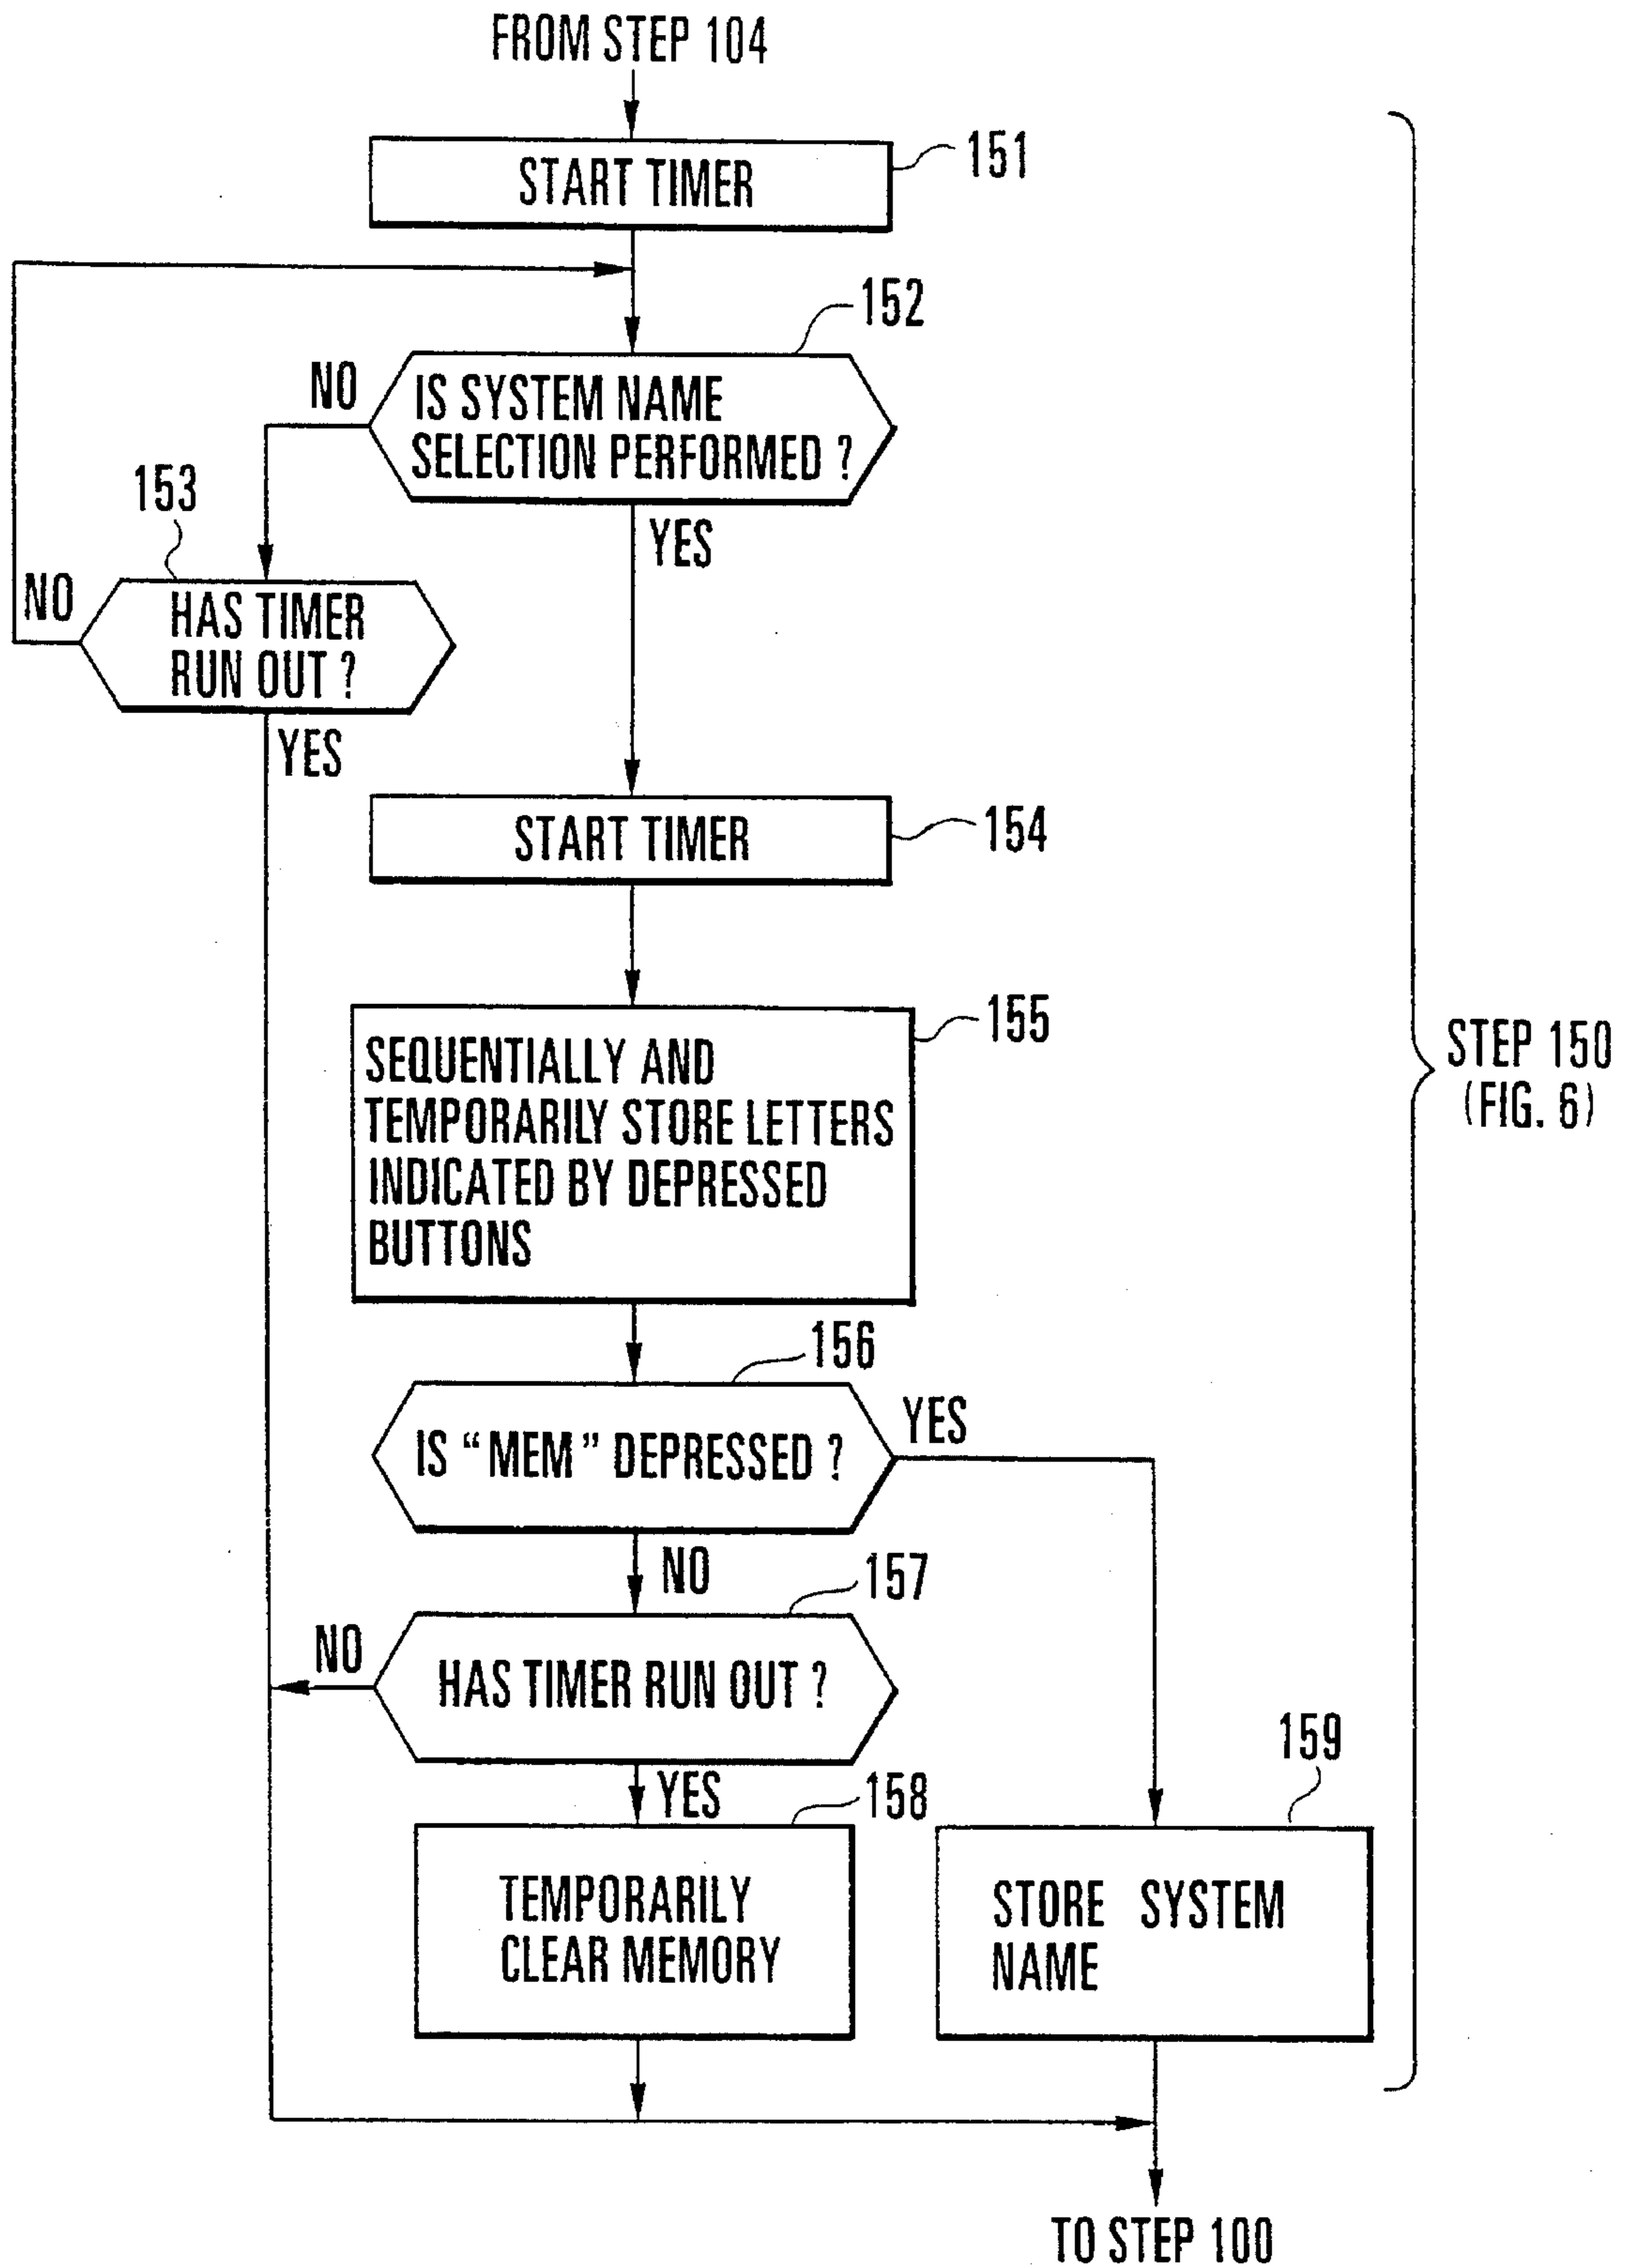 FROM STEP 104
151
START TIMER
152
NO
IS SYSTEM NAME
SELECTION PERFORMED ?
153
YES
NO
HAS TIMER
RUN OUT ?
YES
START TIMER
154
155
SEQUENTIALLY AND
TEMPORARILY STORE LETTERS
INDICATED BY DEPRESSED
BUTTONS
STEP 150
(FIG. 6)
156
IS “MEM” DEPRESSED ?
YES
NO
157
NO
HAS TIMER RUN OUT ?
159
YES
158
TEMPORARILY
CLEAR MEMORY
STORE SYSTEM
NAME
TO STEP 100